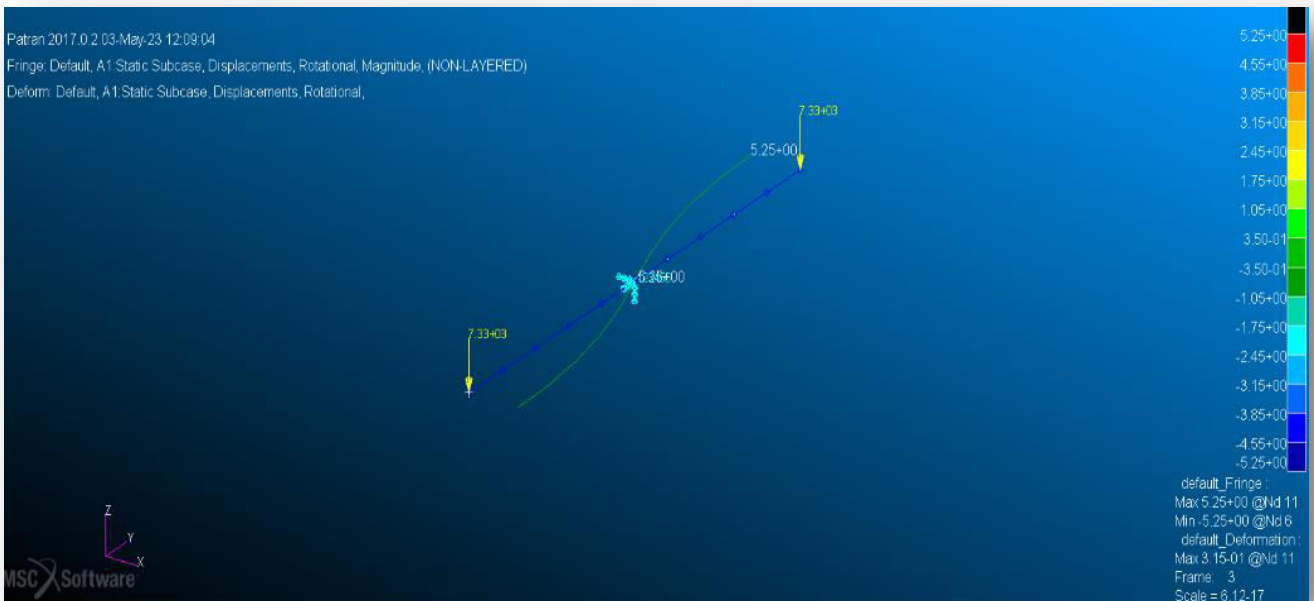 Patran 2017.0.2 03-May-23 12:09:04
Fringe: Default, A1:Static Subcase, Displacements, Rotational, Magnitude, (NON-LAYERED)
Deform: Default, A1:Static Subcase, Displacements, Rotational,
7.33+03
5.25+00
7.33+03
5.25+00
4.55+00
3.85+00
3.15+00
2.45+00
1.75+00
1.05+00
3.50-01
-3.50-01
-1.05+00
-1.75+00
-2.45+00
-3.15+00
-3.85+00
-4.55+00
-5.25+00
default_Fringe :
Max 5.25+00 @Nd 11
Min -5.25+00 @Nd 6
default_Deformation :
Max 3.15-01 @Nd 11
Frame: 3
Scale = 6.12-17
Z
Y
X
MSC Software